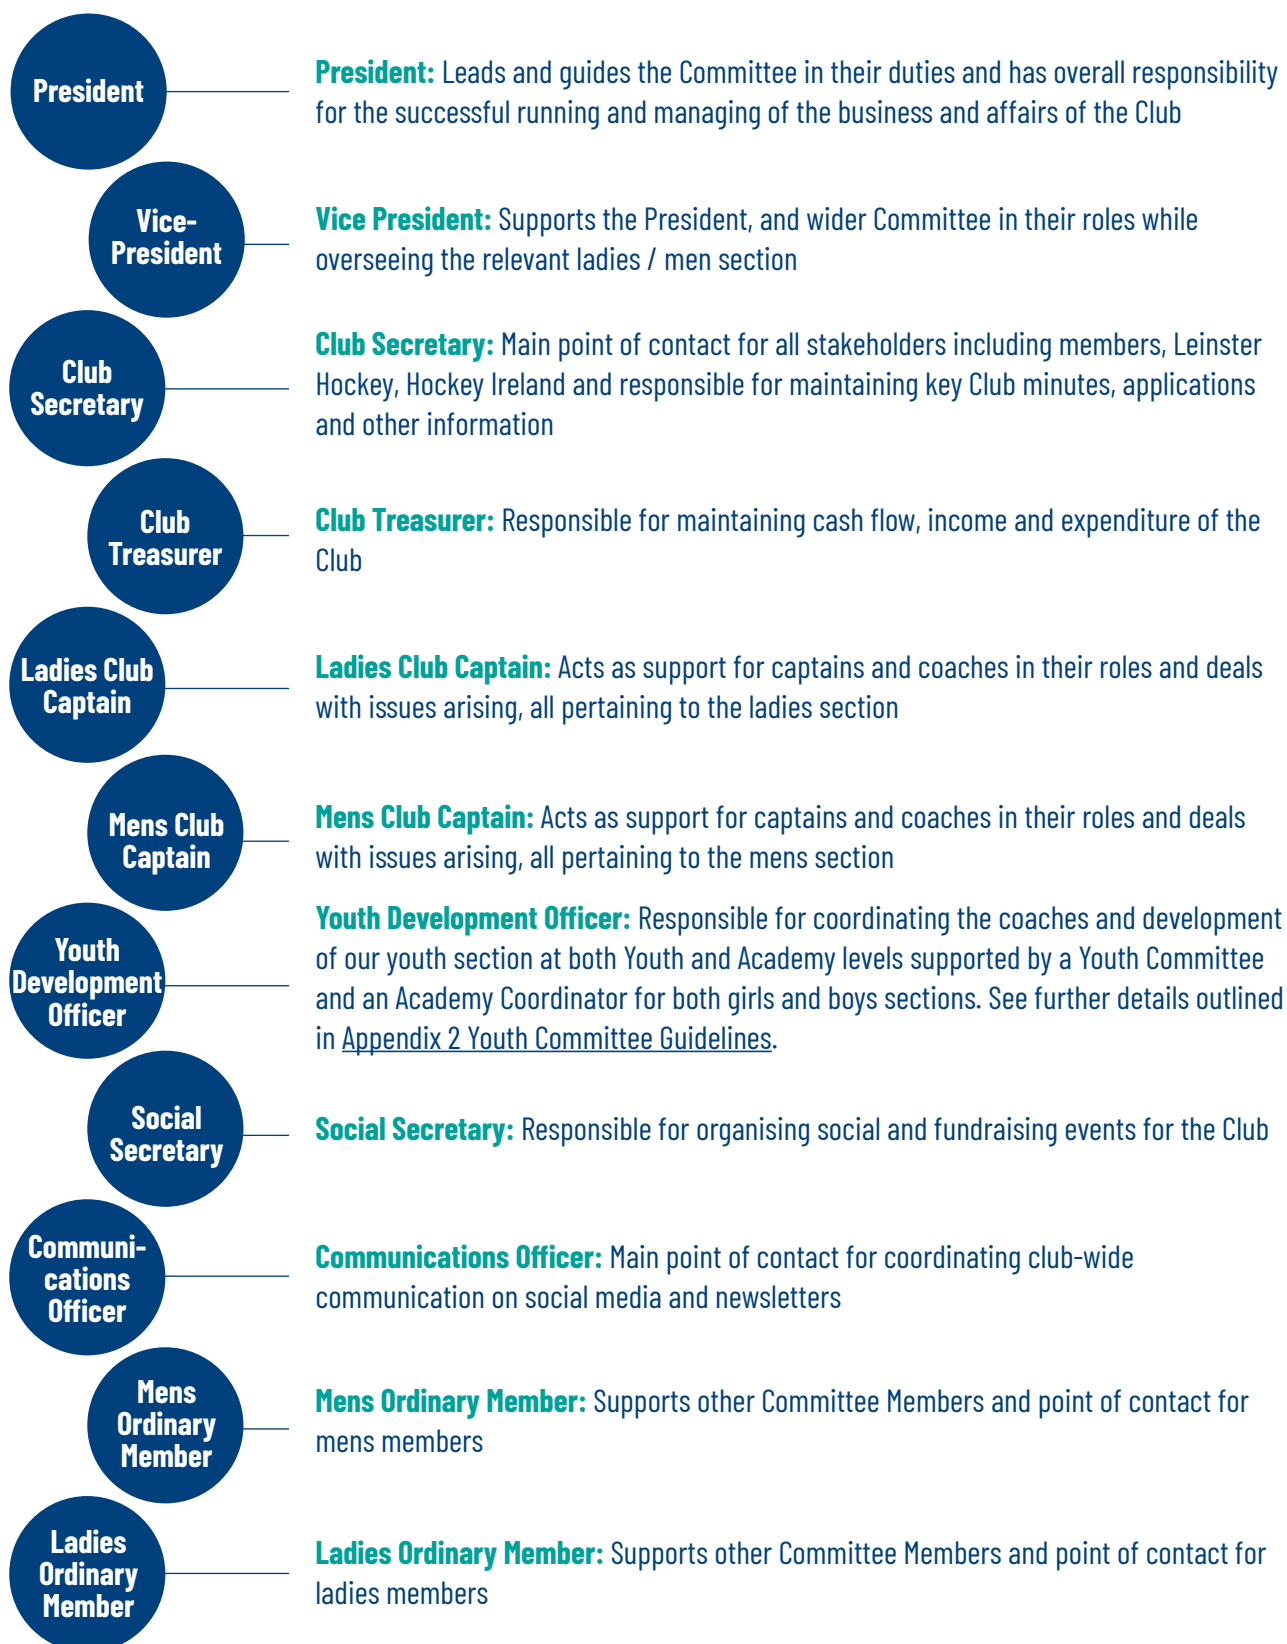 President
President: Leads and guides the Committee in their duties and has overall responsibility
for the successful running and managing of the business and affairs of the Club
Vice-
President
Vice President: Supports the President, and wider Committee in their roles while
overseeing the relevant ladies / men section
Club
Secretary
Club Secretary: Main point of contact for all stakeholders including members, Leinster
Hockey, Hockey Ireland and responsible for maintaining key Club minutes, applications
and other information
Club
Treasurer
Club Treasurer: Responsible for maintaining cash flow, income and expenditure of the
Club
Ladies Club
Captain
Ladies Club Captain: Acts as support for captains and coaches in their roles and deals
with issues arising, all pertaining to the ladies section
Mens Club
Captain
Mens Club Captain: Acts as support for captains and coaches in their roles and deals
with issues arising, all pertaining to the mens section
Youth
Development
Officer
Youth Development Officer: Responsible for coordinating the coaches and development
of our youth section at both Youth and Academy levels supported by a Youth Committee
and an Academy Coordinator for both girls and boys sections. See further details outlined
in Appendix 2 Youth Committee Guidelines.
Social
Secretary
Social Secretary: Responsible for organising social and fundraising events for the Club
Communi-
cations
Officer
Communications Officer: Main point of contact for coordinating club-wide
communication on social media and newsletters
Mens
Ordinary
Member
Mens Ordinary Member: Supports other Committee Members and point of contact for
mens members
Ladies
Ordinary
Member
Ladies Ordinary Member: Supports other Committee Members and point of contact for
ladies members